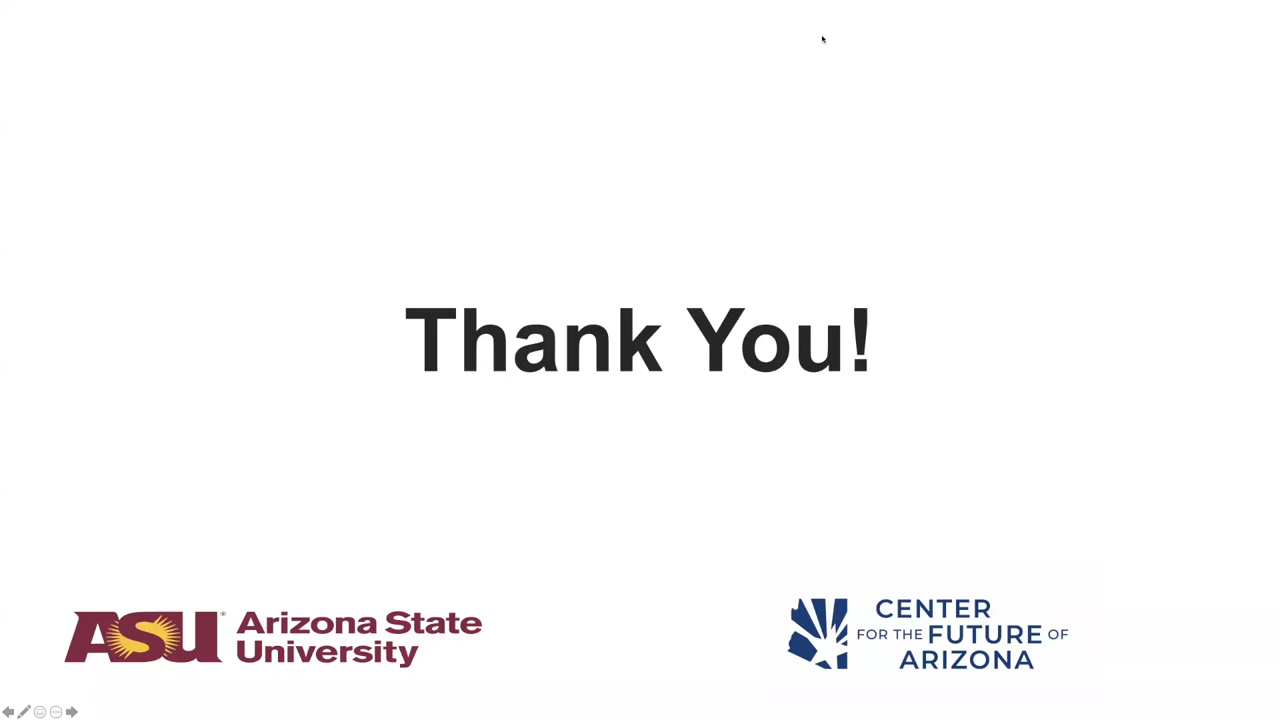 Thank You!
ASU® Arizona State
University
CENTER
FOR THE FUTURE OF
ARIZONA